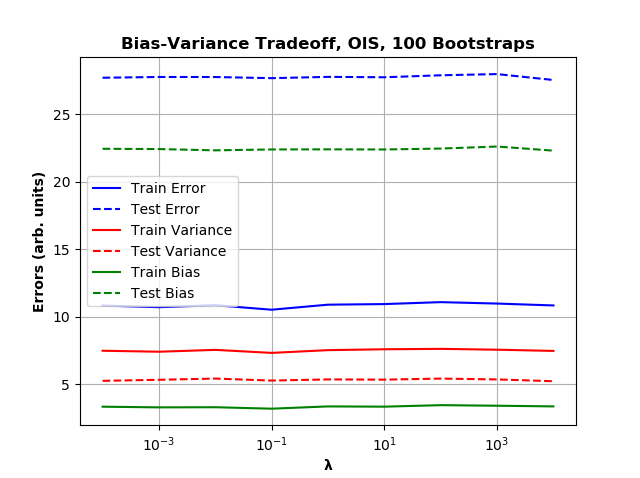 Bias-Variance Tradeoff, OIS, 100 Bootstraps
Errors (arb. units)
25
20
15
10
5
Train Error
Test Error
Train Variance
Test Variance
Train Bias
Test Bias
10⁻³
10⁻¹
10¹
10³
λ